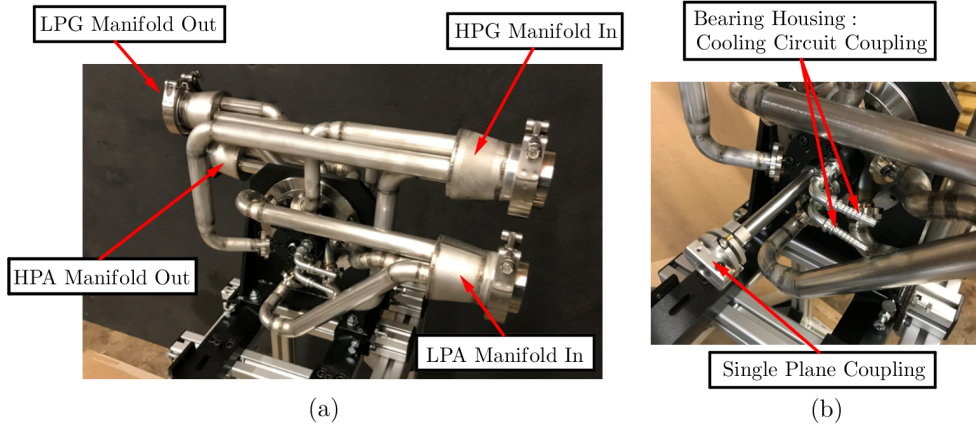 LPG Manifold Out
HPG Manifold In
HPA Manifold Out
LPA Manifold In
(a)
Bearing Housing :
Cooling Circuit Coupling
Single Plane Coupling
(b)